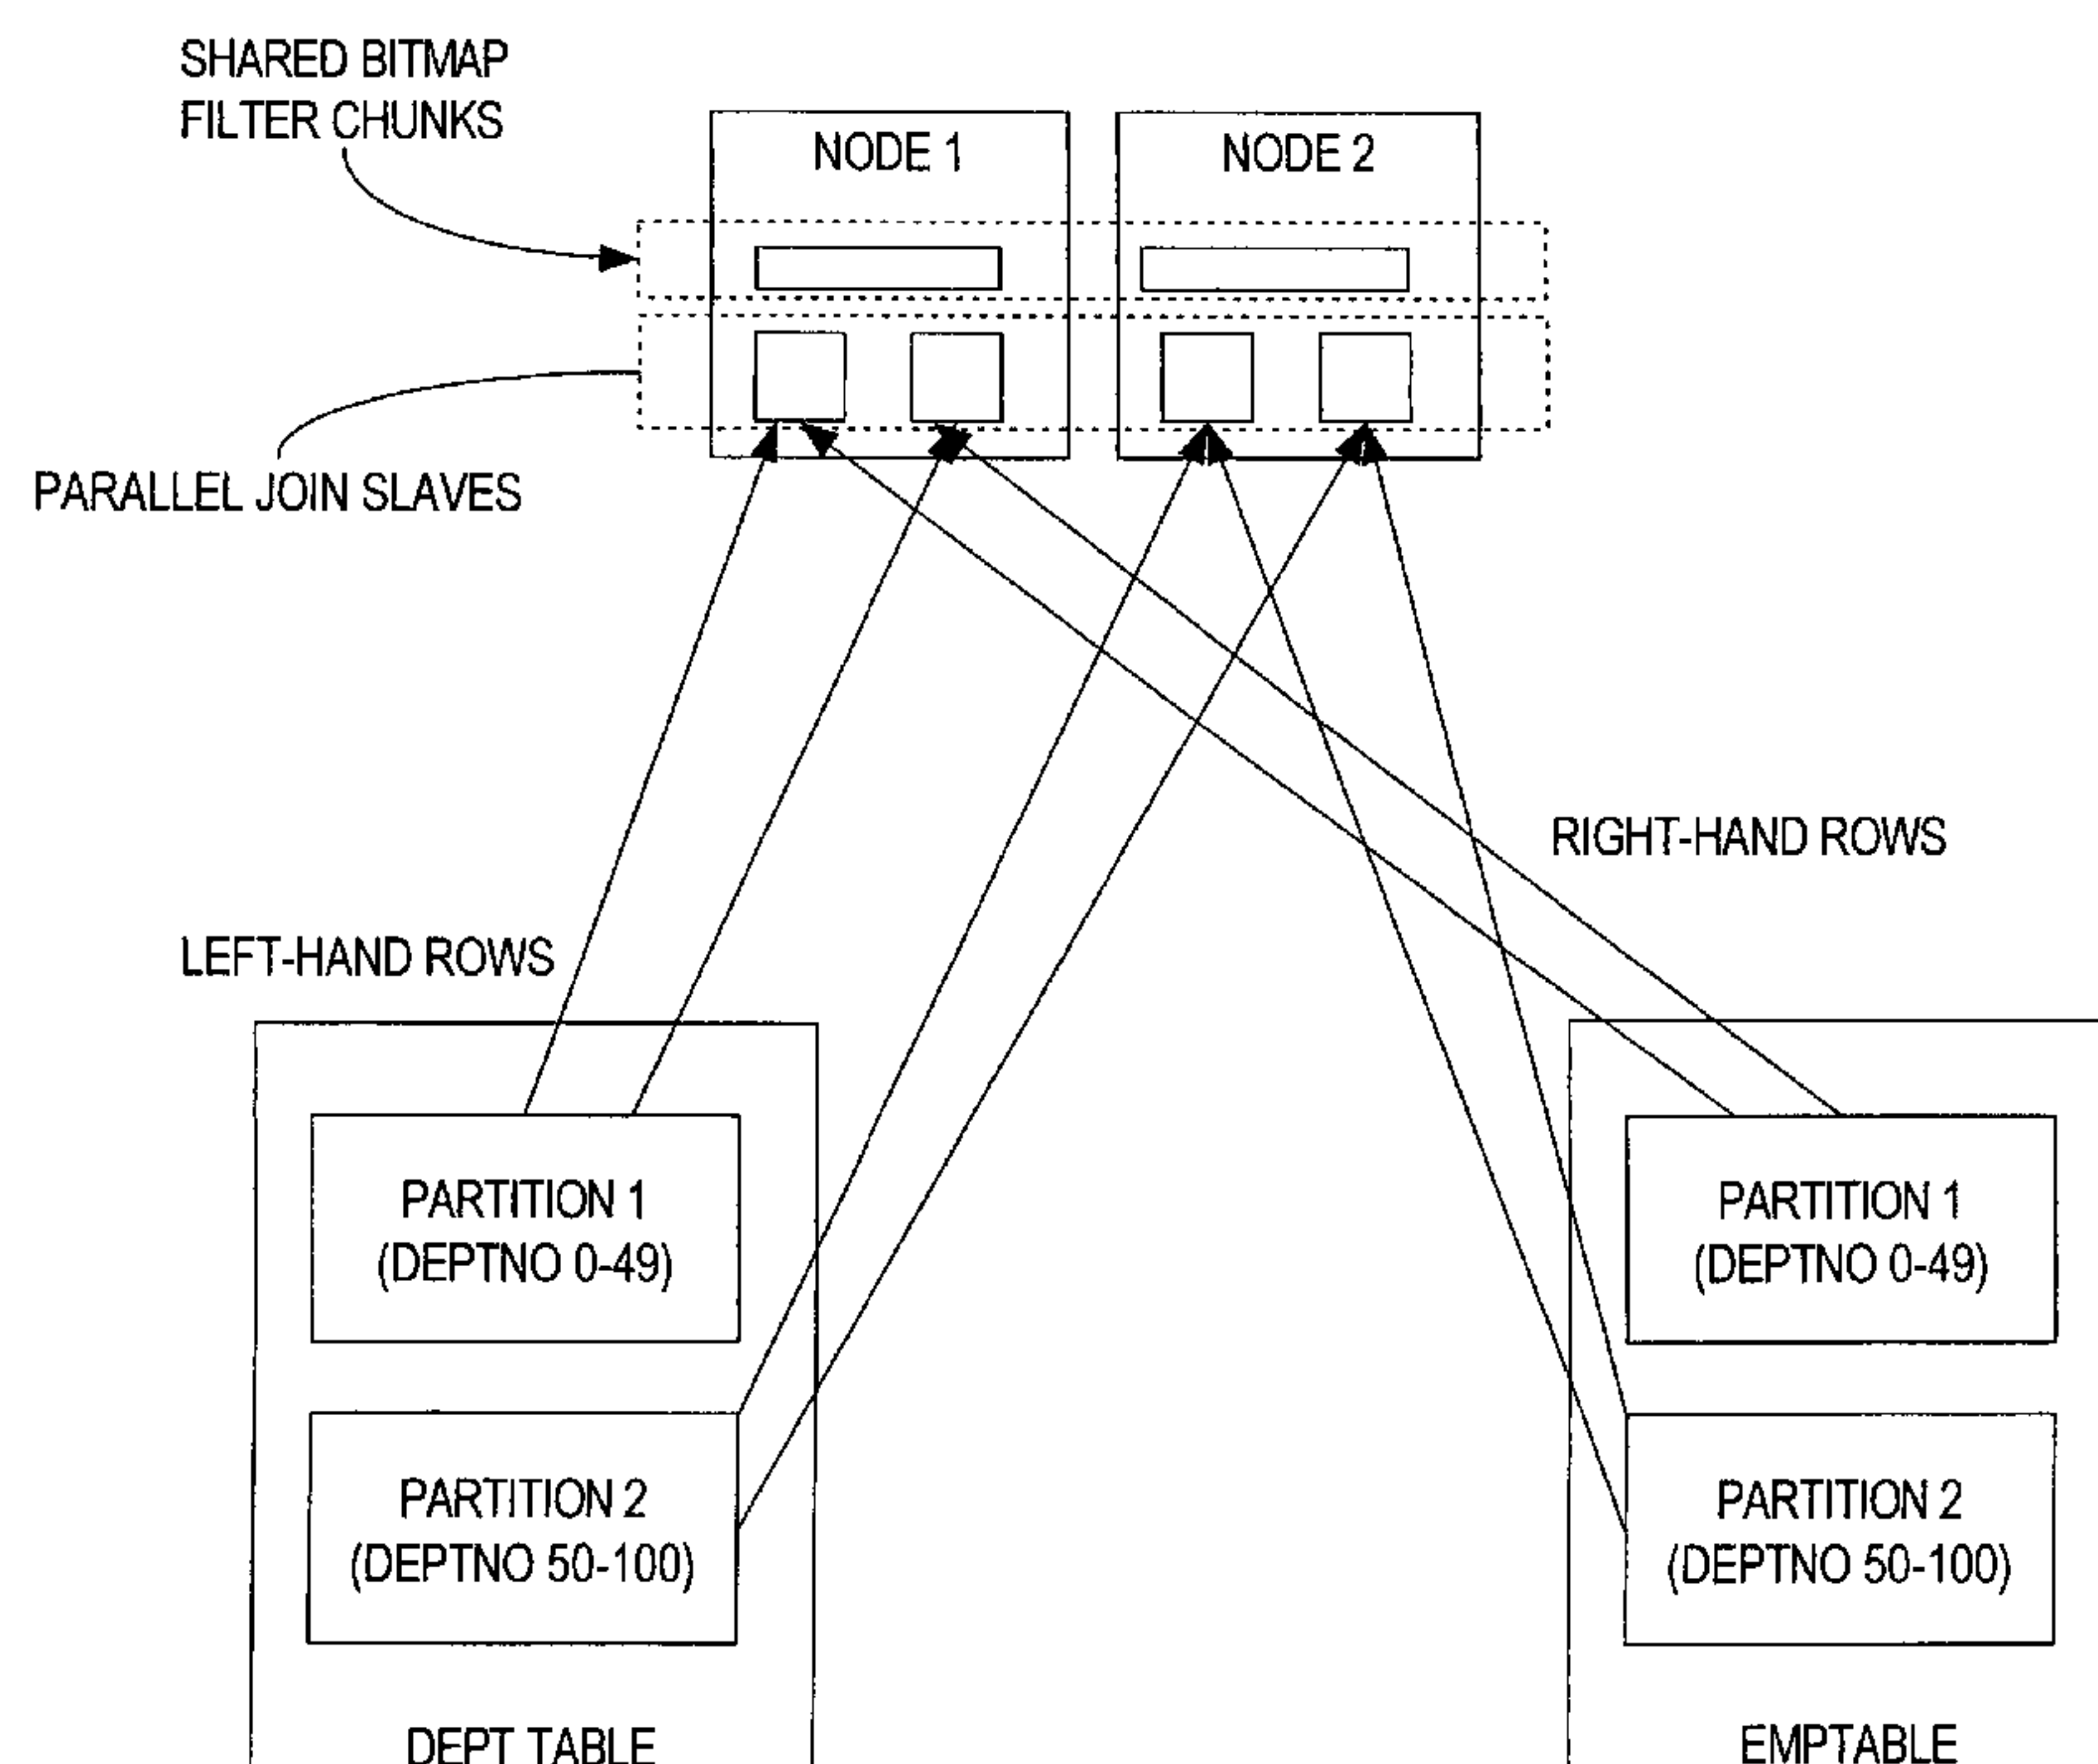 SHARED BITMAP
FILTER CHUNKS
NODE 1
NODE 2
PARALLEL JOIN SLAVES
RIGHT-HAND ROWS
LEFT-HAND ROWS
PARTITION 1
(DEPTNO 0-49)
PARTITION 1
(DEPTNO 0-49)
PARTITION 2
(DEPTNO 50-100)
PARTITION 2
(DEPTNO 50-100)
DEPT TABLE
EMPTABLE